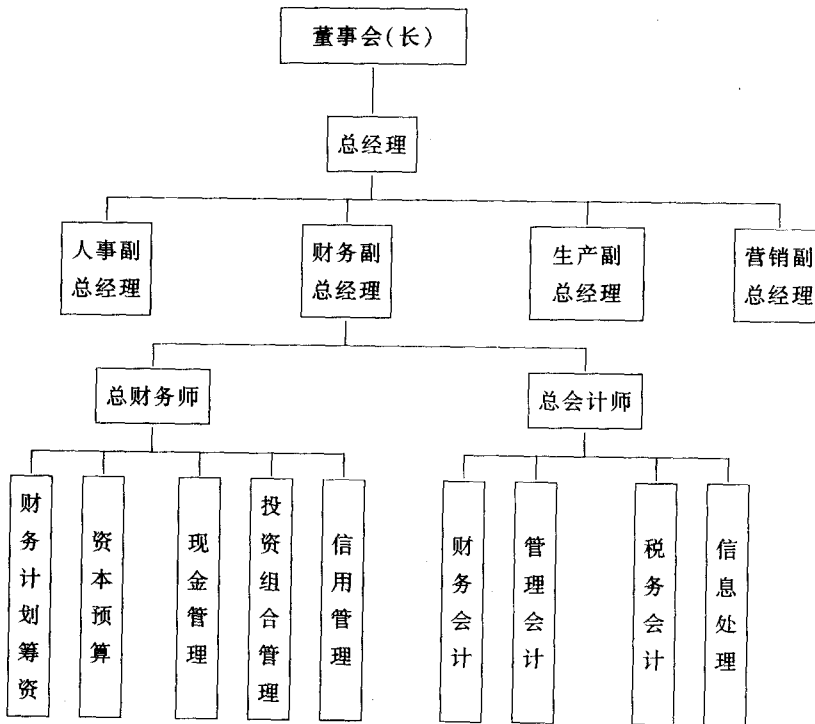 董事会(长)
总经理
人事副
总经理
财务副
总经理
生产副
总经理
营销副
总经理
总财务师
总会计师
财务计划筹资
资本预算
现金管理
投资组合管理
信用管理
财务会计
管理会计
税务会计
信息处理